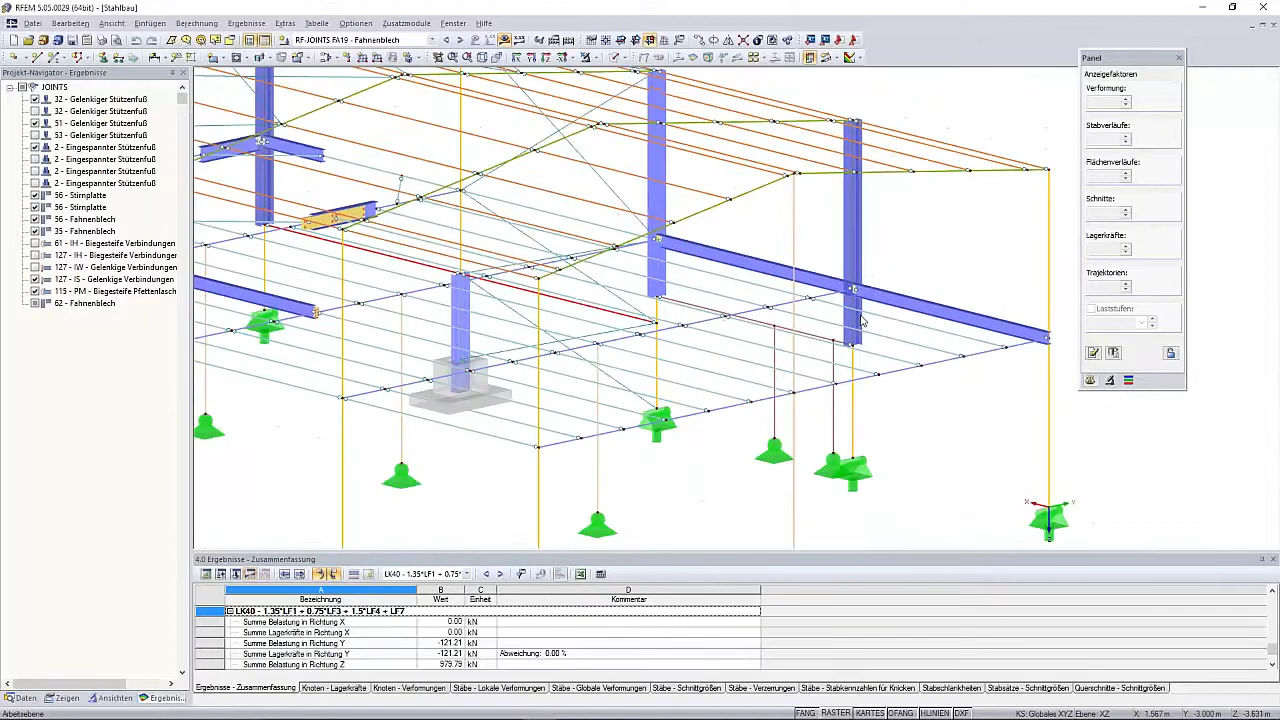 RFEM 5.05.0029 (64bit) - [Stahlbau]
Datei Bearbeiten Ansicht Einfügen Berechnung Ergebnisse Extras Tabelle Optionen Zusatzmodule Fenster Hilfe
RF-JOINTS FA19 - Fahnenblech
Projekt-Navigator - Ergebnisse
JOINTS
32 - Gelenkiger Stützenfuß
32 - Gelenkiger Stützenfuß
51 - Gelenkiger Stützenfuß
53 - Gelenkiger Stützenfuß
2 - Eingespannter Stützenfuß
2 - Eingespannter Stützenfuß
2 - Eingespannter Stützenfuß
2 - Eingespannter Stützenfuß
56 - Stirnplatte
56 - Stirnplatte
56 - Fahnenblech
35 - Fahnenblech
61 - IH - Biegesteife Verbindungen
127 - IH - Biegesteife Verbindungen
127 - IW - Gelenkige Verbindungen
127 - IS - Gelenkige Verbindungen
115 - PM - Biegesteife Pfettenlasch
62 - Fahnenblech
Daten Zeigen Ansichten Ergebnis...
Panel
Anzeigefaktoren
Verformung:
Stabverläufe:
Flächenverläufe:
Schnitte:
Lagerkräfte:
Trajektorien:
Laststufen:
X Y
4.0 Ergebnisse - Zusammenfassung
LK40 - 1.35*LF1 + 0.75*
A B C D
Bezeichnung Wert Einheit Kommentar
LK40 - 1.35*LF1 + 0.75*LF3 + 1.5*LF4 + LF7
Summe Belastung in Richtung X 0.00 kN
Summe Lagerkräfte in Richtung X 0.00 kN
Summe Belastung in Richtung Y -121.21 kN
Summe Lagerkräfte in Richtung Y -121.21 kN Abweichung: 0.00 %
Summe Belastung in Richtung Z 979.79 kN
Ergebnisse - Zusammenfassung Knoten - Lagerkräfte Knoten - Verformungen Stäbe - Lokale Verformungen Stäbe - Globale Verformungen Stäbe - Schnittgrößen Stäbe - Verzerrungen Stäbe - Stabkennzahlen für Knicken Stabschlankheiten Stabsätze - Schnittgrößen Querschnitte - Schnittgrößen
Arbeitsebene FANG RASTER KARTES OFANG HLINIEN DXF KS: Globales XYZ Ebene: XZ X: 1.567 m Y: -3.000 m Z: -3.631 m